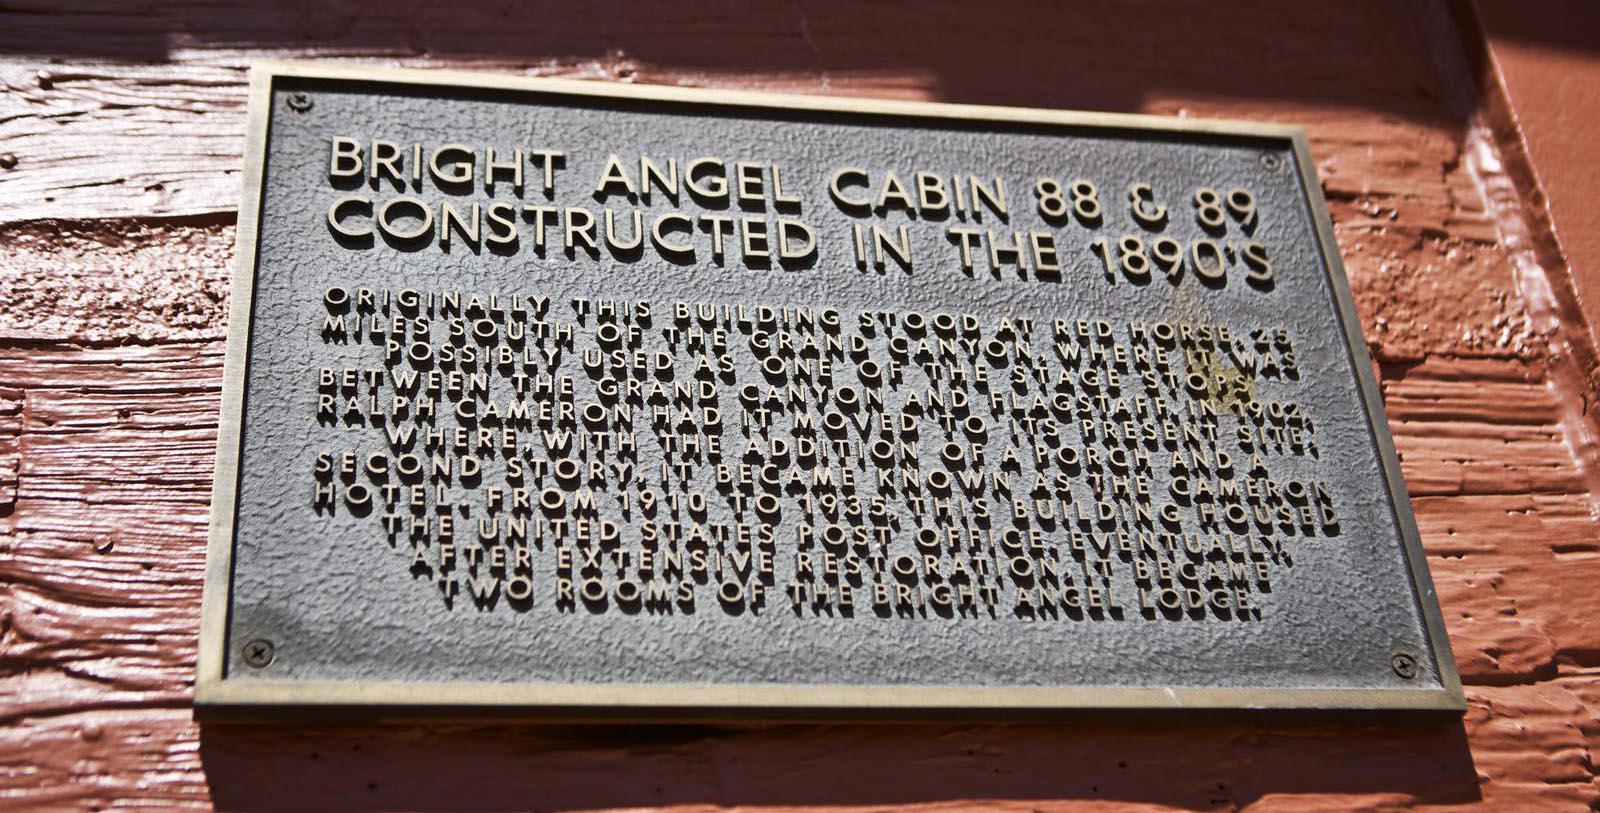 BRIGHT ANGEL CABIN 88 & 89
CONSTRUCTED IN THE 1890'S
ORIGINALLY THIS BUILDING STOOD AT RED HORSE, 25
MILES SOUTH OF THE GRAND CANYON, WHERE IT WAS
POSSIBLY USED AS ONE OF THE STAGE STOPS
BETWEEN THE GRAND CANYON AND FLAGSTAFF. IN 1902,
RALPH CAMERON HAD IT MOVED TO ITS PRESENT SITE,
WHERE, WITH THE ADDITION OF A PORCH AND A
SECOND STORY, IT BECAME KNOWN AS THE CAMERON
HOTEL. FROM 1910 TO 1935, THIS BUILDING HOUSED
THE UNITED STATES POST OFFICE. EVENTUALLY,
AFTER EXTENSIVE RESTORATION, IT BECAME
TWO ROOMS OF THE BRIGHT ANGEL LODGE.